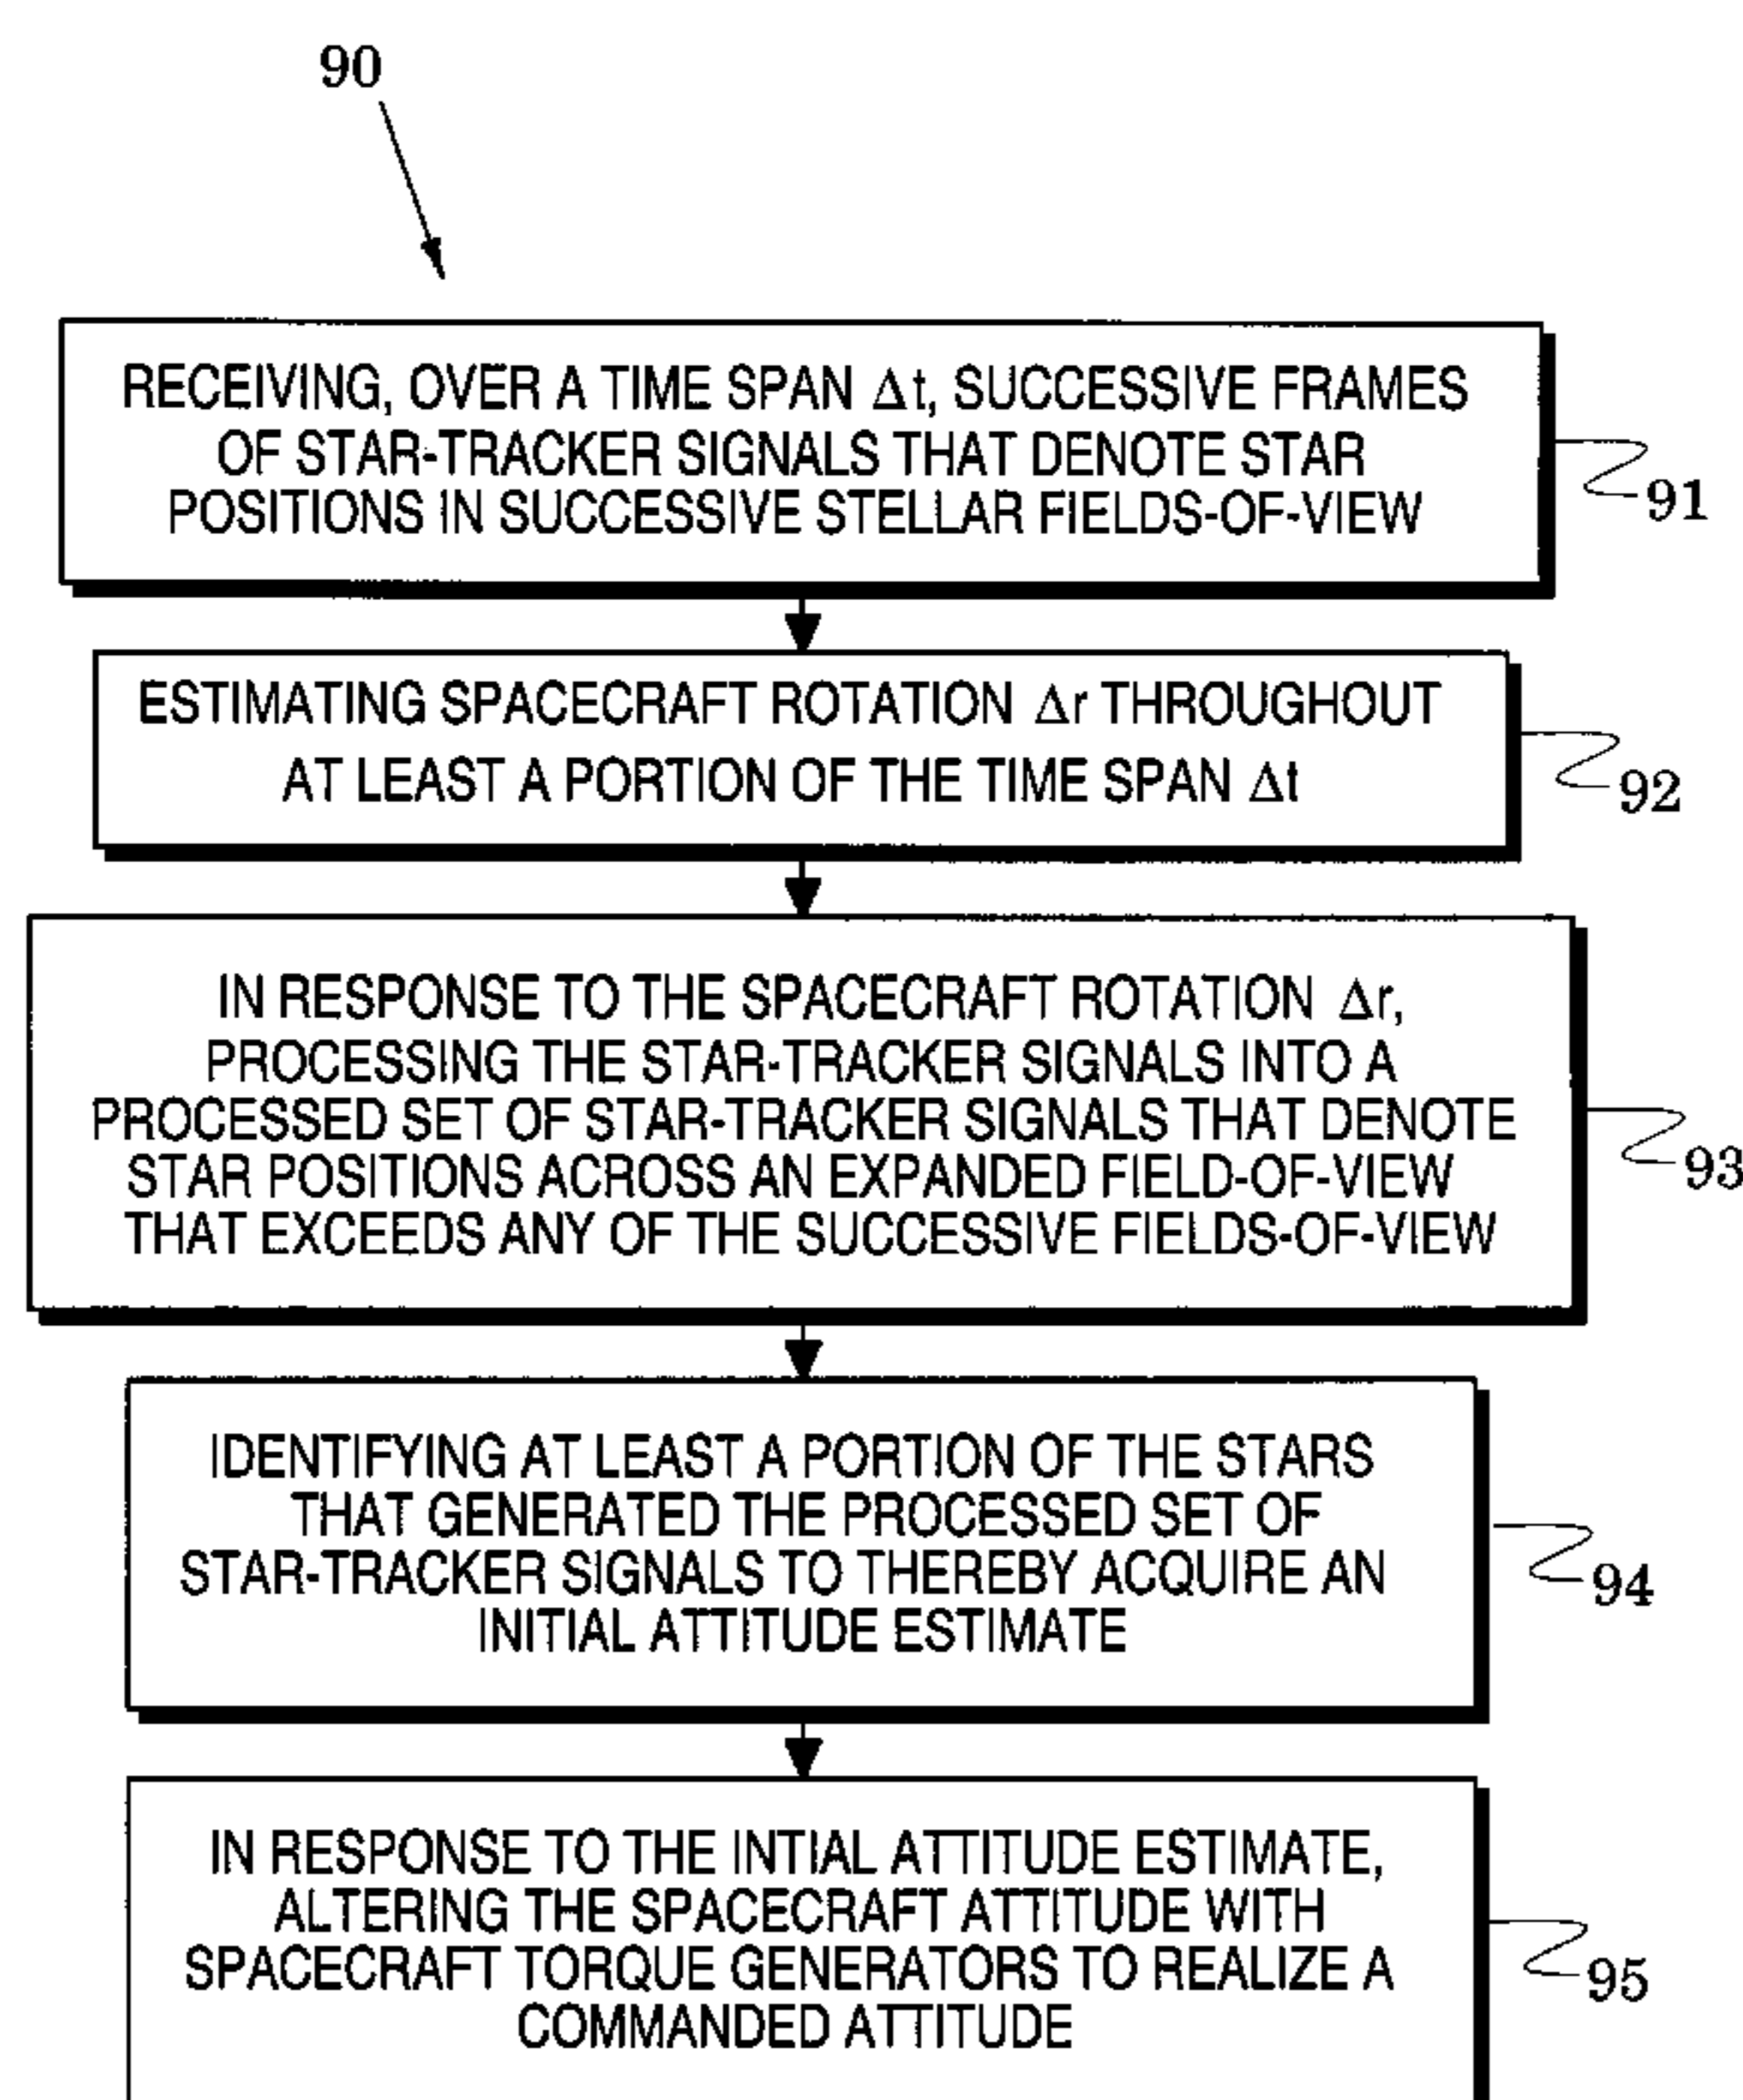 90
RECEIVING, OVER A TIME SPAN Δt, SUCCESSIVE FRAMES
OF STAR-TRACKER SIGNALS THAT DENOTE STAR
POSITIONS IN SUCCESSIVE STELLAR FIELDS-OF-VIEW
91
ESTIMATING SPACECRAFT ROTATION Δr THROUGHOUT
AT LEAST A PORTION OF THE TIME SPAN Δt
92
IN RESPONSE TO THE SPACECRAFT ROTATION Δr,
PROCESSING THE STAR-TRACKER SIGNALS INTO A
PROCESSED SET OF STAR-TRACKER SIGNALS THAT DENOTE
STAR POSITIONS ACROSS AN EXPANDED FIELD-OF-VIEW
THAT EXCEEDS ANY OF THE SUCCESSIVE FIELDS-OF-VIEW
93
IDENTIFYING AT LEAST A PORTION OF THE STARS
THAT GENERATED THE PROCESSED SET OF
STAR-TRACKER SIGNALS TO THEREBY ACQUIRE AN
INITIAL ATTITUDE ESTIMATE
94
IN RESPONSE TO THE INTIAL ATTITUDE ESTIMATE,
ALTERING THE SPACECRAFT ATTITUDE WITH
SPACECRAFT TORQUE GENERATORS TO REALIZE A
COMMANDED ATTITUDE
95